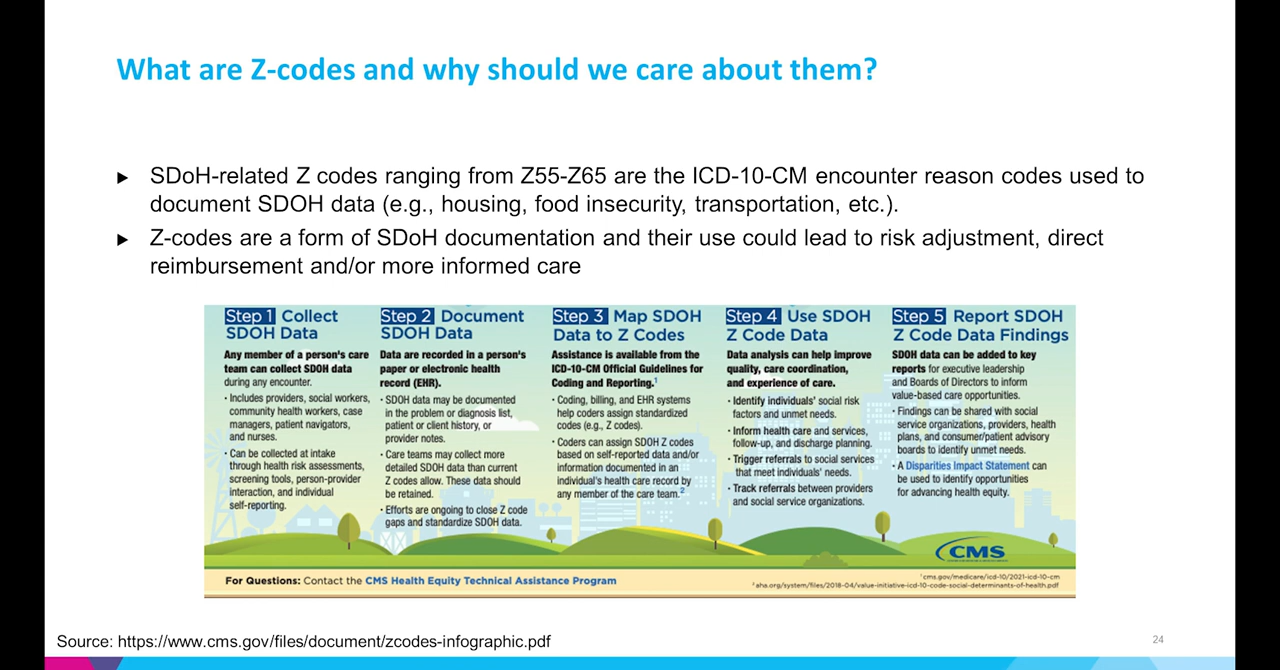 What are Z-codes and why should we care about them?
▶ SDoH-related Z codes ranging from Z55-Z65 are the ICD-10-CM encounter reason codes used to
document SDOH data (e.g., housing, food insecurity, transportation, etc.).
▶ Z-codes are a form of SDoH documentation and their use could lead to risk adjustment, direct
reimbursement and/or more informed care
Step 1 Collect
SDOH Data
Any member of a person's care
team can collect SDOH data
during any encounter.
• Includes providers, social workers,
community health workers, case
managers, patient navigators,
and nurses.
• Can be collected at intake
through health risk assessments,
screening tools, person-provider
interaction, and individual
self-reporting.
Step 2 Document
SDOH Data
Data are recorded in a person's
paper or electronic health
record (EHR).
• SDOH data may be documented
in the problem or diagnosis list,
patient or client history, or
provider notes.
• Care teams may collect more
detailed SDOH data than current
Z codes allow. These data should
be retained.
• Efforts are ongoing to close Z code
gaps and standardize SDOH data.
Step 3 Map SDOH
Data to Z Codes
Assistance is available from the
ICD-10-CM Official Guidelines for
Coding and Reporting.1
• Coding, billing, and EHR systems
help coders assign standardized
codes (e.g., Z codes).
• Coders can assign SDOH Z codes
based on self-reported data and/or
information documented in an
individual's health care record by
any member of the care team.2
Step 4 Use SDOH
Z Code Data
Data analysis can help improve
quality, care coordination,
and experience of care.
• Identify individuals' social risk
factors and unmet needs.
• Inform health care and services,
follow-up, and discharge planning.
• Trigger referrals to social services
that meet individuals' needs.
• Track referrals between providers
and social service organizations.
Step 5 Report SDOH
Z Code Data Findings
SDOH data can be added to key
reports for executive leadership
and Boards of Directors to inform
value-based care opportunities.
• Findings can be shared with social
service organizations, providers, health
plans, and consumer/patient advisory
boards to identify unmet needs.
• A Disparities Impact Statement can
be used to identify opportunities
for advancing health equity.
CMS
For Questions: Contact the CMS Health Equity Technical Assistance Program
1 cms.gov/medicare/icd-10/2021-icd-10-cm
2 aha.org/system/files/2018-04/value-initiative-icd-10-code-social-determinants-of-health.pdf
Source: https://www.cms.gov/files/document/zcodes-infographic.pdf
24